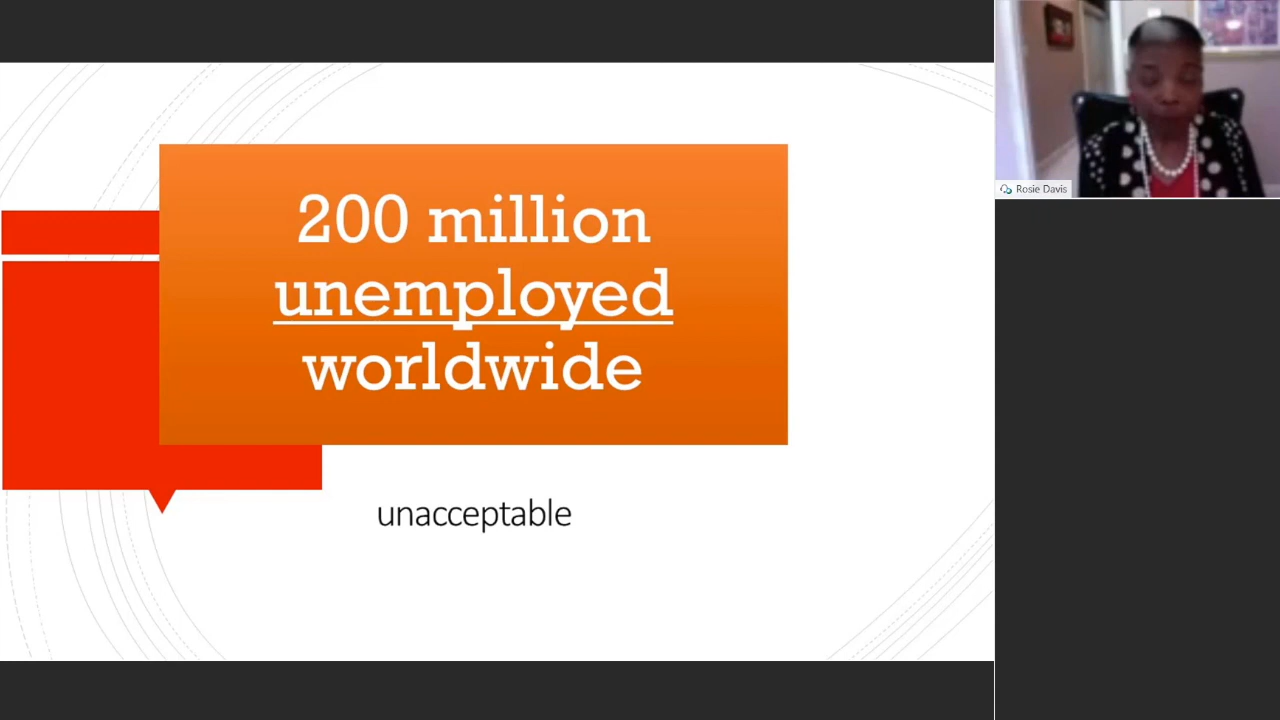 200 million
unemployed
worldwide
unacceptable
Rosie Davis